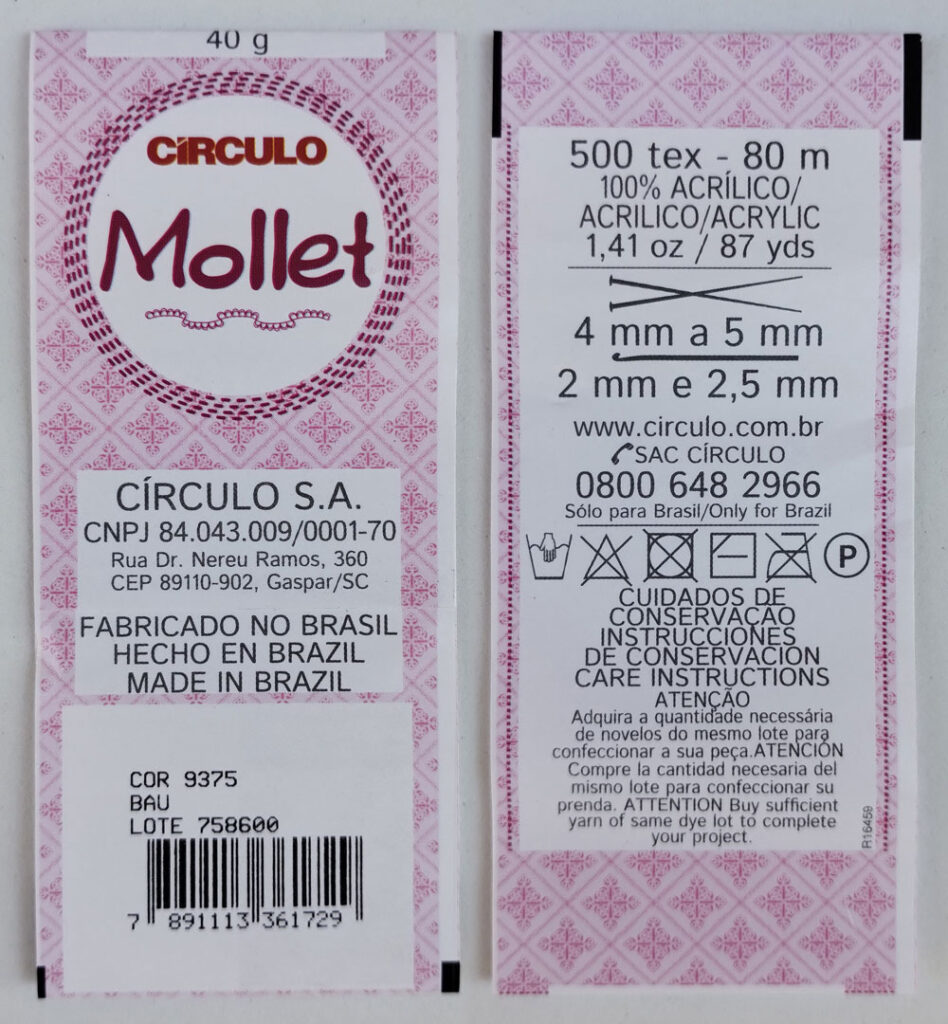 40 g
CÍRCULO
Mollet
CÍRCULO S.A.
CNPJ 84.043.009/0001-70
Rua Dr. Nereu Ramos, 360
CEP 89110-902, Gaspar/SC
FABRICADO NO BRASIL
HECHO EN BRAZIL
MADE IN BRAZIL
COR 9375
BAU
LOTE 758600
7 891113 361729
500 tex - 80 m
100% ACRÍLICO/
ACRILICO/ACRYLIC
1,41 oz / 87 yds
4 mm a 5 mm
2 mm e 2,5 mm
www.circulo.com.br
SAC CÍRCULO
0800 648 2966
Sólo para Brasil/Only for Brazil
P
CUIDADOS DE
CONSERVAÇÃO
INSTRUCCIONES
DE CONSERVACIÓN
CARE INSTRUCTIONS
ATENÇÃO
Adquira a quantidade necessária
de novelos do mesmo lote para
confeccionar a sua peça.ATENCIÓN
Compre la cantidad necesaria del
mismo lote para confeccionar su
prenda. ATTENTION Buy sufficient
yarn of same dye lot to complete
your project.
R16459